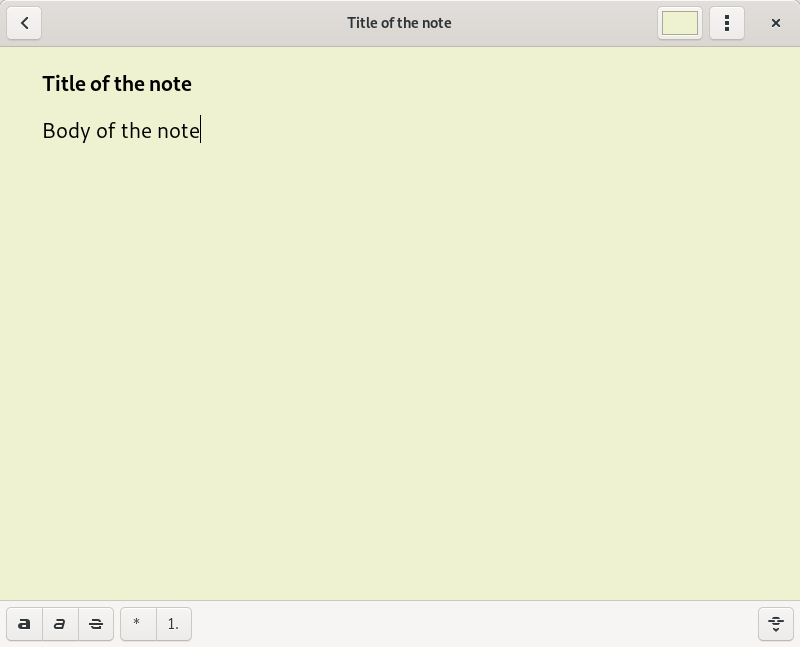 Title of the note
Title of the note
Body of the note
a a S * 1.